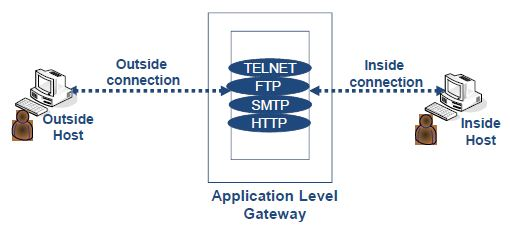 Outside
connection
Outside
Host
TELNET
FTP
SMTP
HTTP
Inside
connection
Inside
Host
Application Level
Gateway